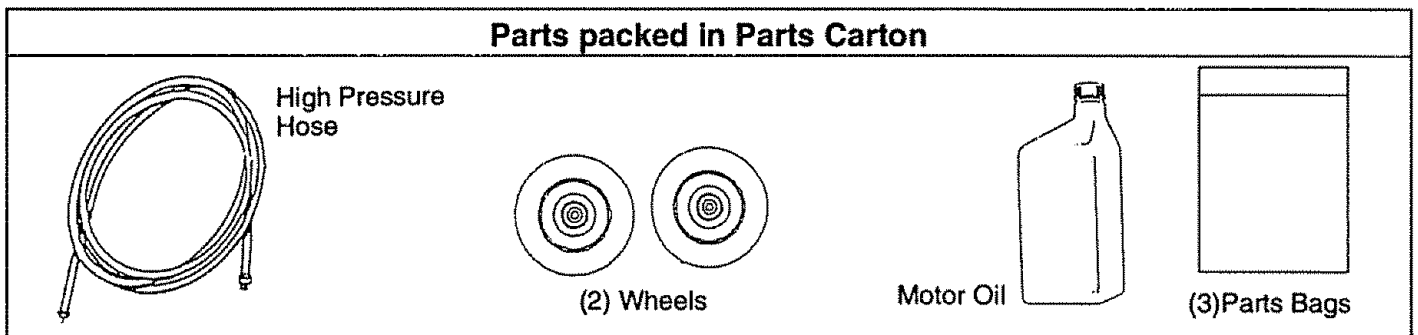 Parts packed in Parts Carton
High Pressure
Hose
(2) Wheels
Motor Oil
(3)Parts Bags